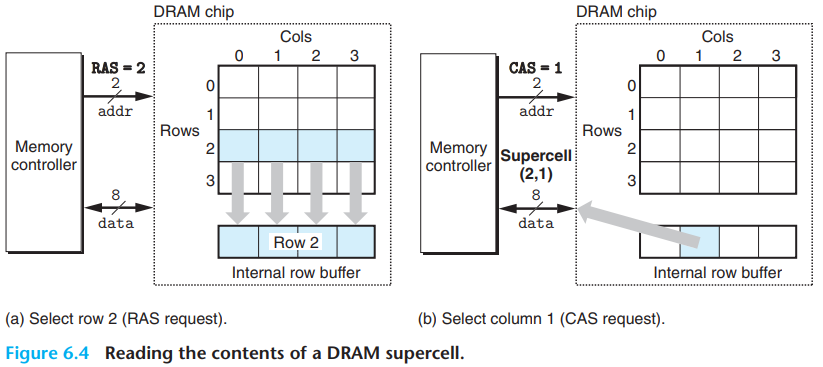 DRAM chip
Cols
0 1 2 3
RAS = 2
2
addr
0
1
Rows
2
3
Memory
controller
8
data
Row 2
Internal row buffer
(a) Select row 2 (RAS request).
DRAM chip
Cols
0 1 2 3
CAS = 1
2
addr
0
1
Rows
2
3
Memory
controller
Supercell
(2,1)
8
data
Internal row buffer
(b) Select column 1 (CAS request).
Figure 6.4 Reading the contents of a DRAM supercell.